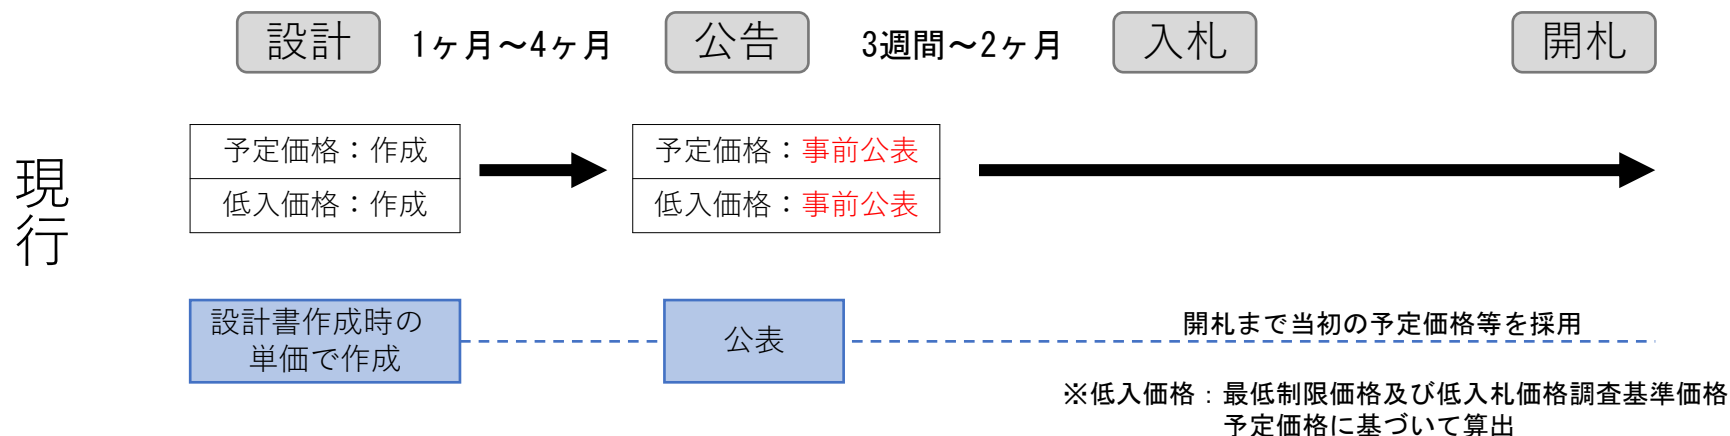 設計 1ヶ月～4ヶ月 公告 3週間～2ヶ月 入札 開札
現行
予定価格：作成 予定価格：事前公表
低入価格：作成 低入価格：事前公表
設計書作成時の
単価で作成
公表
開札まで当初の予定価格等を採用
※低入価格：最低制限価格及び低入札価格調査基準価格
予定価格に基づいて算出